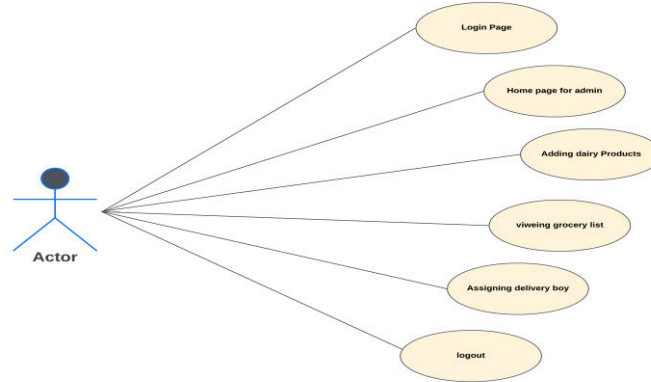 Login Page
Home page for admin
Adding dairy Products
viweing grocery list
Actor
Assigning delivery boy
logout